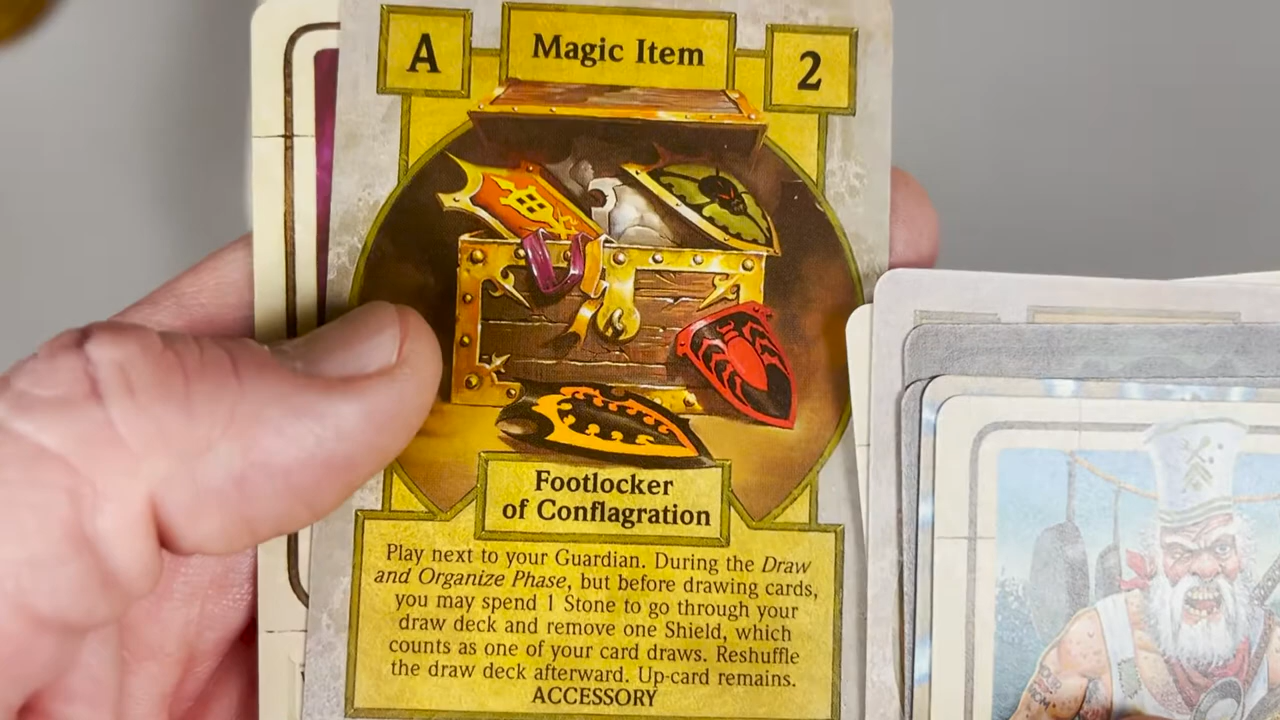 A
Magic Item
2
Footlocker
of Conflagration
Play next to your Guardian. During the Draw
and Organize Phase, but before drawing cards,
you may spend 1 Stone to go through your
draw deck and remove one Shield, which
counts as one of your card draws. Reshuffle
the draw deck afterward. Up-card remains.
ACCESSORY